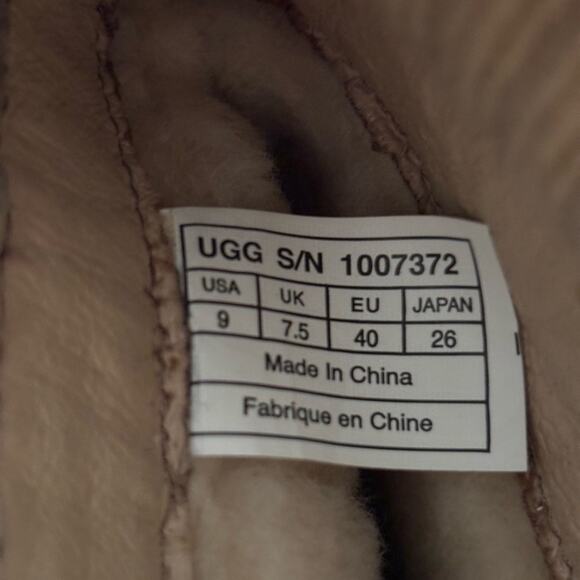 UGG S/N 1007372
USA UK EU JAPAN
9 7.5 40 26
Made In China
Fabrique en Chine